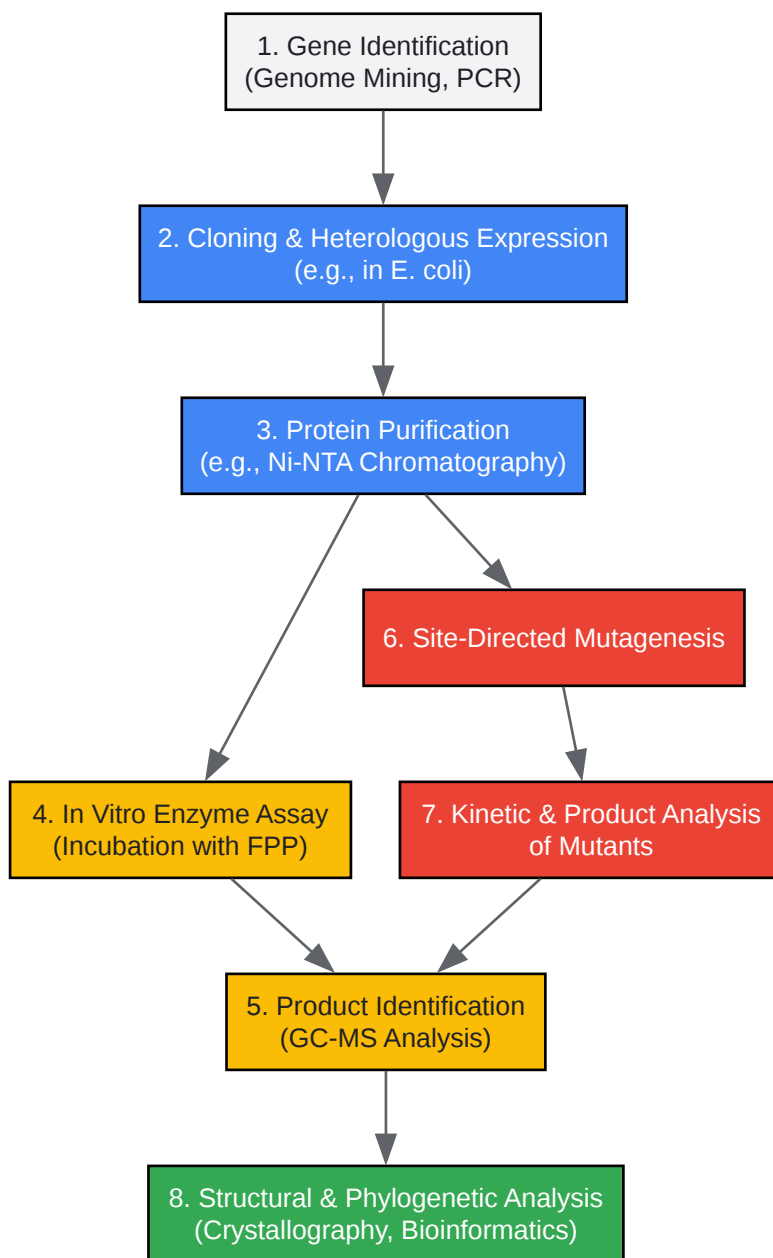 1. Gene Identification
(Genome Mining, PCR)
2. Cloning & Heterologous Expression
(e.g., in E. coli)
3. Protein Purification
(e.g., Ni-NTA Chromatography)
6. Site-Directed Mutagenesis
4. In Vitro Enzyme Assay
(Incubation with FPP)
7. Kinetic & Product Analysis
of Mutants
5. Product Identification
(GC-MS Analysis)
8. Structural & Phylogenetic Analysis
(Crystallography, Bioinformatics)